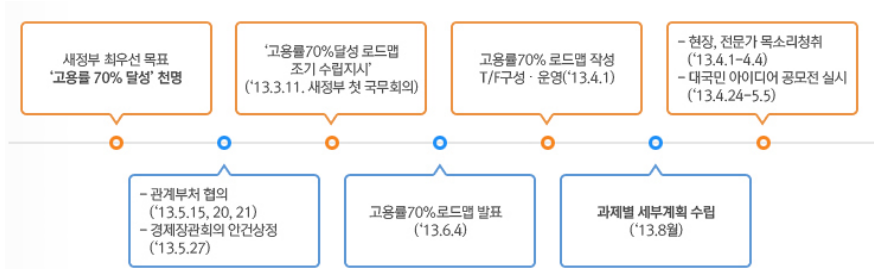 새정부 최우선 목표
‘고용률 70% 달성’ 천명
‘고용률70%달성 로드맵
조기 수립지시’
(‘13.3.11. 새정부 첫 국무회의)
고용률70% 로드맵 작성
T/F구성 · 운영(‘13.4.1)
- 현장, 전문가 목소리청취
(‘13.4.1-4.4)
- 대국민 아이디어 공모전 실시
(‘13.4.24-5.5)
- 관계부처 협의
(‘13.5.15, 20, 21)
- 경제장관회의 안건상정
(‘13.5.27)
고용률70%로드맵 발표
(‘13.6.4)
과제별 세부계획 수립
(‘13.8월)